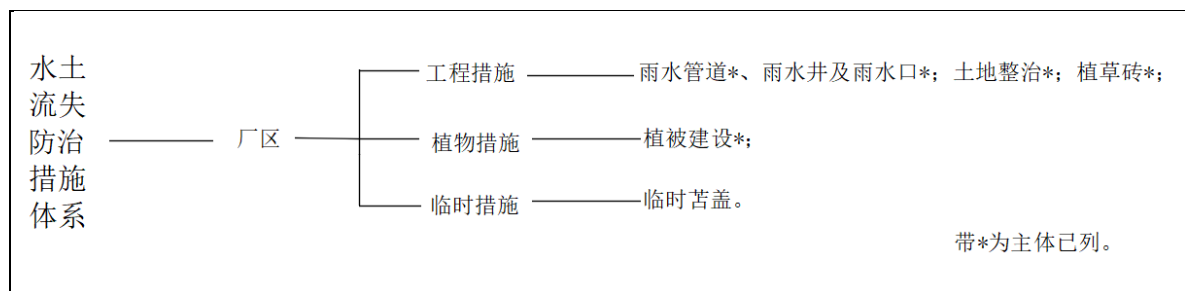 水土
流失
防治
措施
体系
厂区
工程措施
雨水管道*、雨水井及雨水口*；土地整治*；植草砖*；
植物措施
植被建设*；
临时措施
临时苫盖。
带*为主体已列。